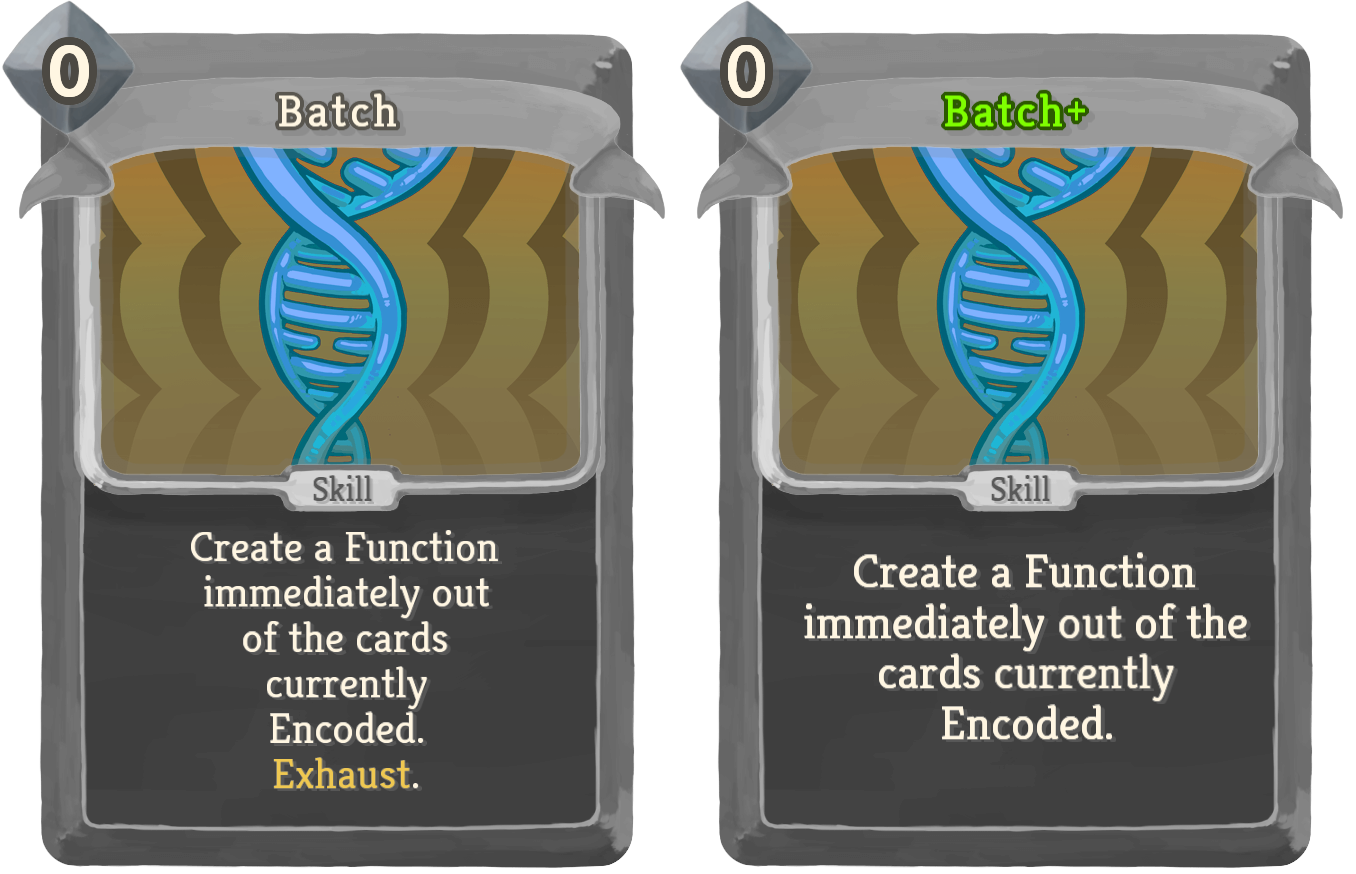 0
Batch
Skill
Create a Function
immediately out
of the cards
currently
Encoded.
Exhaust.
0
Batch+
Skill
Create a Function
immediately out of the
cards currently
Encoded.